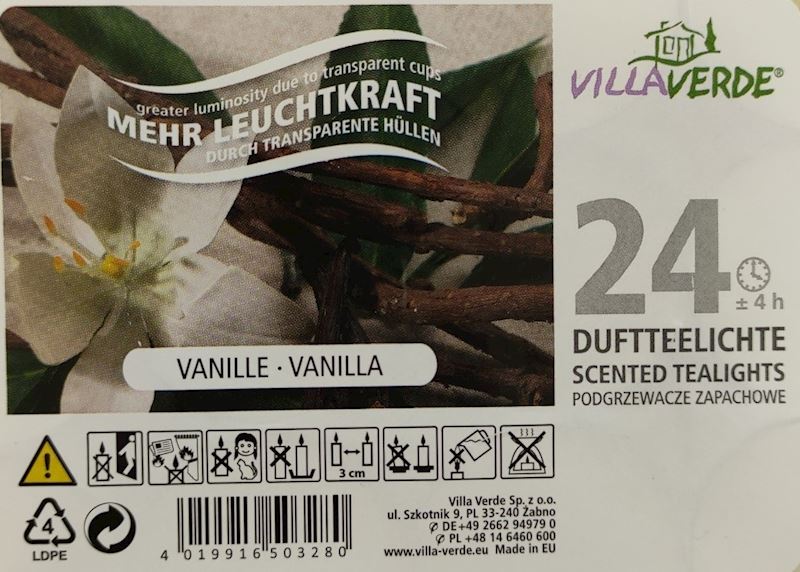 greater luminosity due to transparent cups
MEHR LEUCHTKRAFT
DURCH TRANSPARENTE HÜLLEN
VILLAVERDE®
24
± 4 h
DUFTTEELICHTE
SCENTED TEALIGHTS
PODGRZEWACZE ZAPACHOWE
VANILLE · VANILLA
3 cm
4
LDPE
4 019916 503280
Villa Verde Sp. z o.o.
ul. Szkotnik 9, PL 33-240 Żabno
✆ DE+49 2662 94979 0
✆ PL +48 14 6460 600
www.villa-verde.eu Made in EU